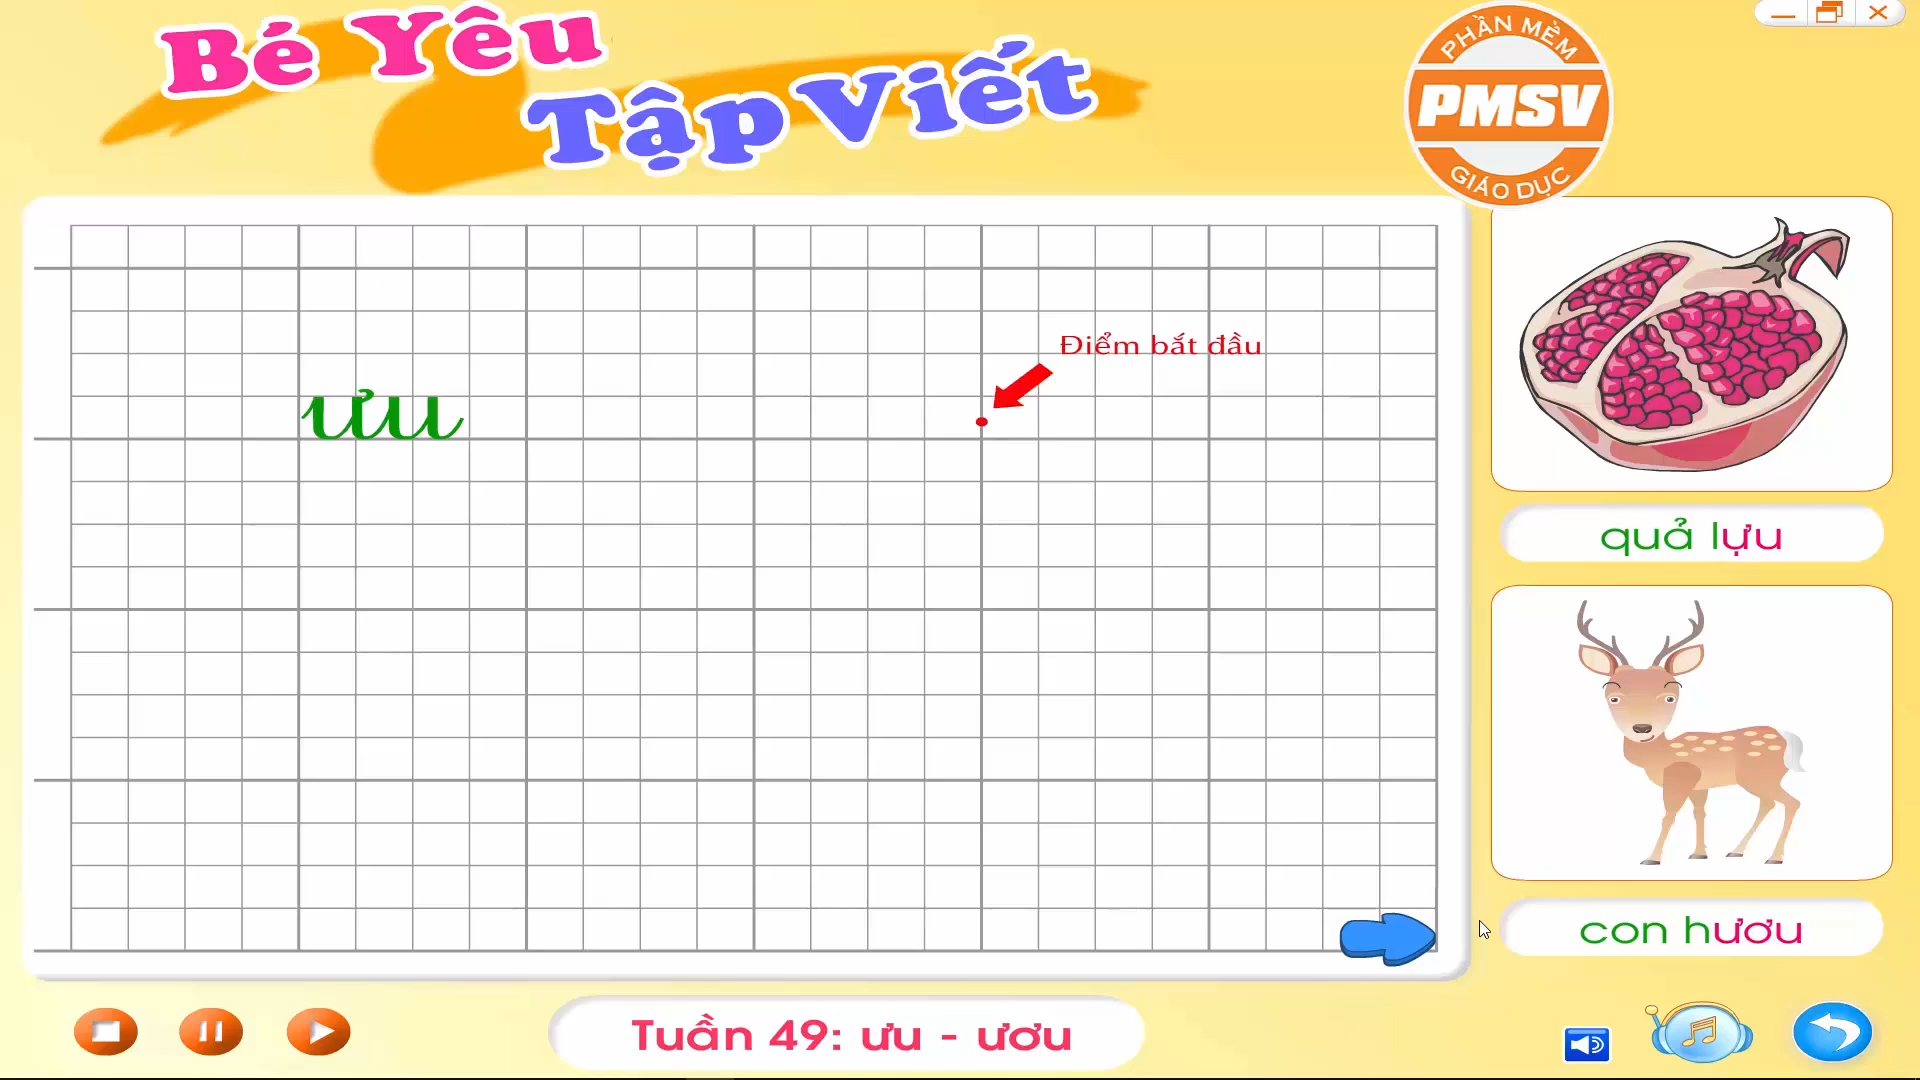 Bé Yêu
Tập Viết
PHẦN MỀM
PMSV
GIÁO DỤC
Điểm bắt đầu
ưu
quả lựu
con hươu
Tuần 49: ưu - ươu